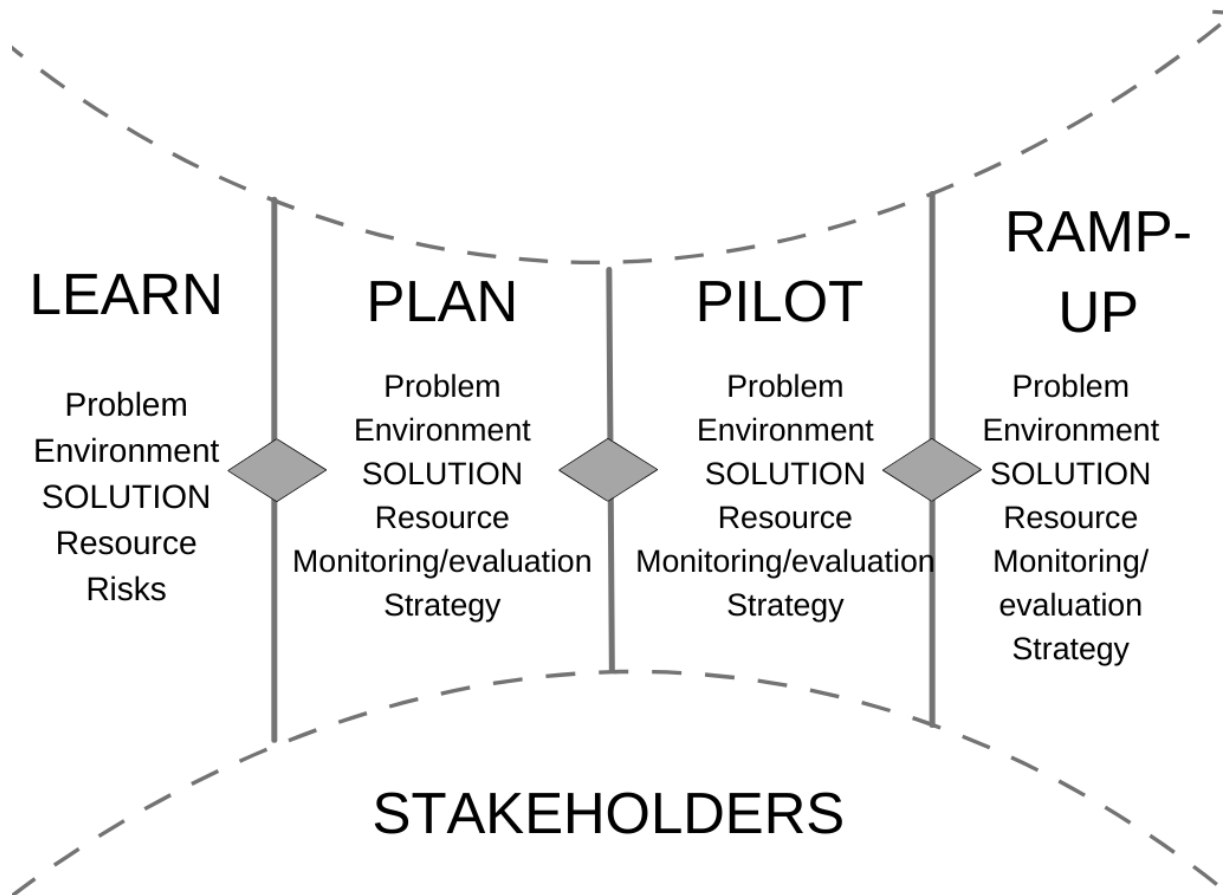 LEARN
Problem
Environment
SOLUTION
Resource
Risks
PLAN
Problem
Environment
SOLUTION
Resource
Monitoring/evaluation
Strategy
PILOT
Problem
Environment
SOLUTION
Resource
Monitoring/evaluation
Strategy
RAMP-
UP
Problem
Environment
SOLUTION
Resource
Monitoring/
evaluation
Strategy
STAKEHOLDERS